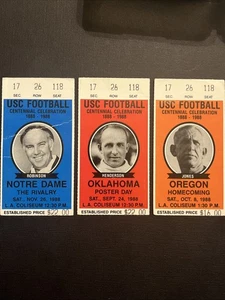 17 26 118
SEC. ROW SEAT
USC FOOTBALL
CENTENNIAL CELEBRATION
1888 - 1988
ROBINSON
NOTRE DAME
THE RIVALRY
SAT., NOV. 26, 1988
L.A. COLISEUM 12:30 P.M.
ESTABLISHED PRICE $22.00
17 26 118
SEC. ROW SEAT
USC FOOTBALL
CENTENNIAL CELEBRATION
1888 - 1988
HENDERSON
OKLAHOMA
POSTER DAY
SAT., SEPT. 24, 1988
L.A. COLISEUM 12:30 P.M.
ESTABLISHED PRICE $22.00
17 26 118
SEC. ROW SEAT
USC FOOTBALL
CENTENNIAL CELEBRATION
1888 - 1988
JONES
OREGON
HOMECOMING
SAT., OCT. 8, 1988
L.A. COLISEUM
ESTABLISHED PRICE $16.00